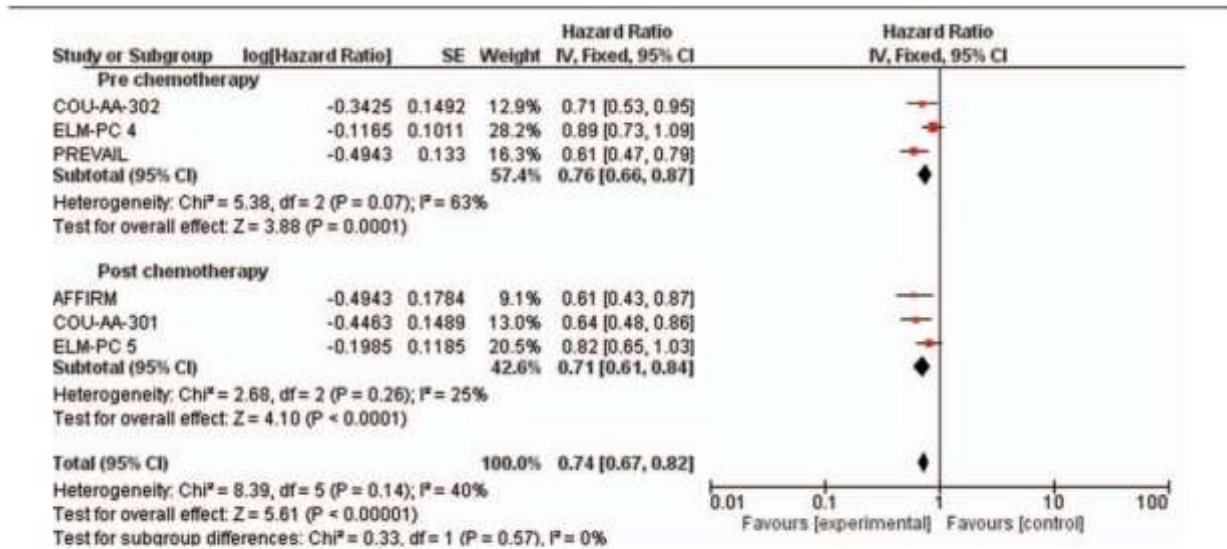 Hazard Ratio Hazard Ratio
Study or Subgroup log[Hazard Ratio] SE Weight IV, Fixed, 95% CI IV, Fixed, 95% CI
Pre chemotherapy
COU-AA-302 -0.3425 0.1492 12.9% 0.71 [0.53, 0.95]
ELM-PC 4 -0.1165 0.1011 28.2% 0.89 [0.73, 1.09]
PREVAIL -0.4943 0.133 16.3% 0.61 [0.47, 0.79]
Subtotal (95% CI) 57.4% 0.76 [0.66, 0.87]
Heterogeneity: Chi² = 5.38, df = 2 (P = 0.07); I² = 63%
Test for overall effect: Z = 3.88 (P = 0.0001)
Post chemotherapy
AFFIRM -0.4943 0.1784 9.1% 0.61 [0.43, 0.87]
COU-AA-301 -0.4463 0.1489 13.0% 0.64 [0.48, 0.86]
ELM-PC 5 -0.1985 0.1185 20.5% 0.82 [0.65, 1.03]
Subtotal (95% CI) 42.6% 0.71 [0.61, 0.84]
Heterogeneity: Chi² = 2.68, df = 2 (P = 0.26); I² = 25%
Test for overall effect: Z = 4.10 (P < 0.0001)
Total (95% CI) 100.0% 0.74 [0.67, 0.82]
Heterogeneity: Chi² = 8.39, df = 5 (P = 0.14); I² = 40%
Test for overall effect: Z = 5.61 (P < 0.00001)
Test for subgroup differences: Chi² = 0.33, df = 1 (P = 0.57), I² = 0%
0.01 0.1 1 10 100
Favours [experimental] Favours [control]